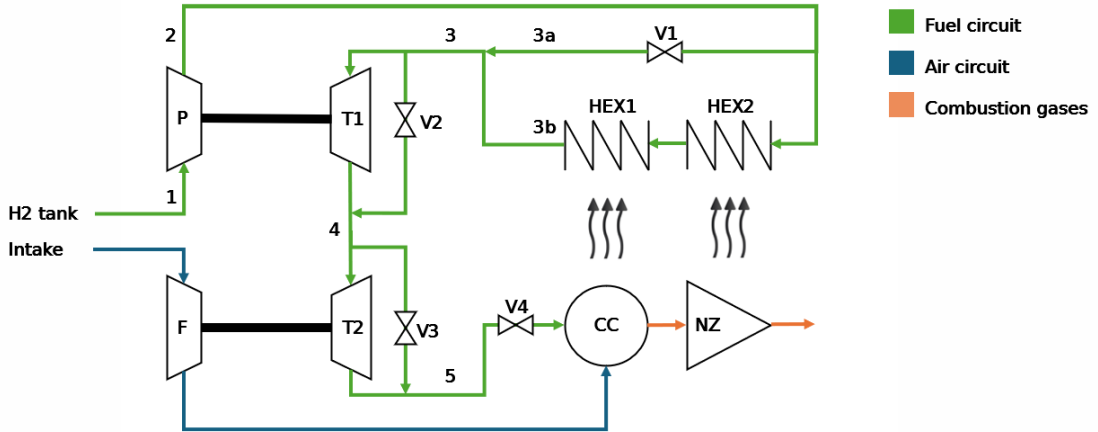 2
3
3a
V1
Fuel circuit
Air circuit
Combustion gases
P
T1
V2
HEX1
HEX2
3b
1
H2 tank
4
Intake
F
T2
V3
V4
CC
NZ
5